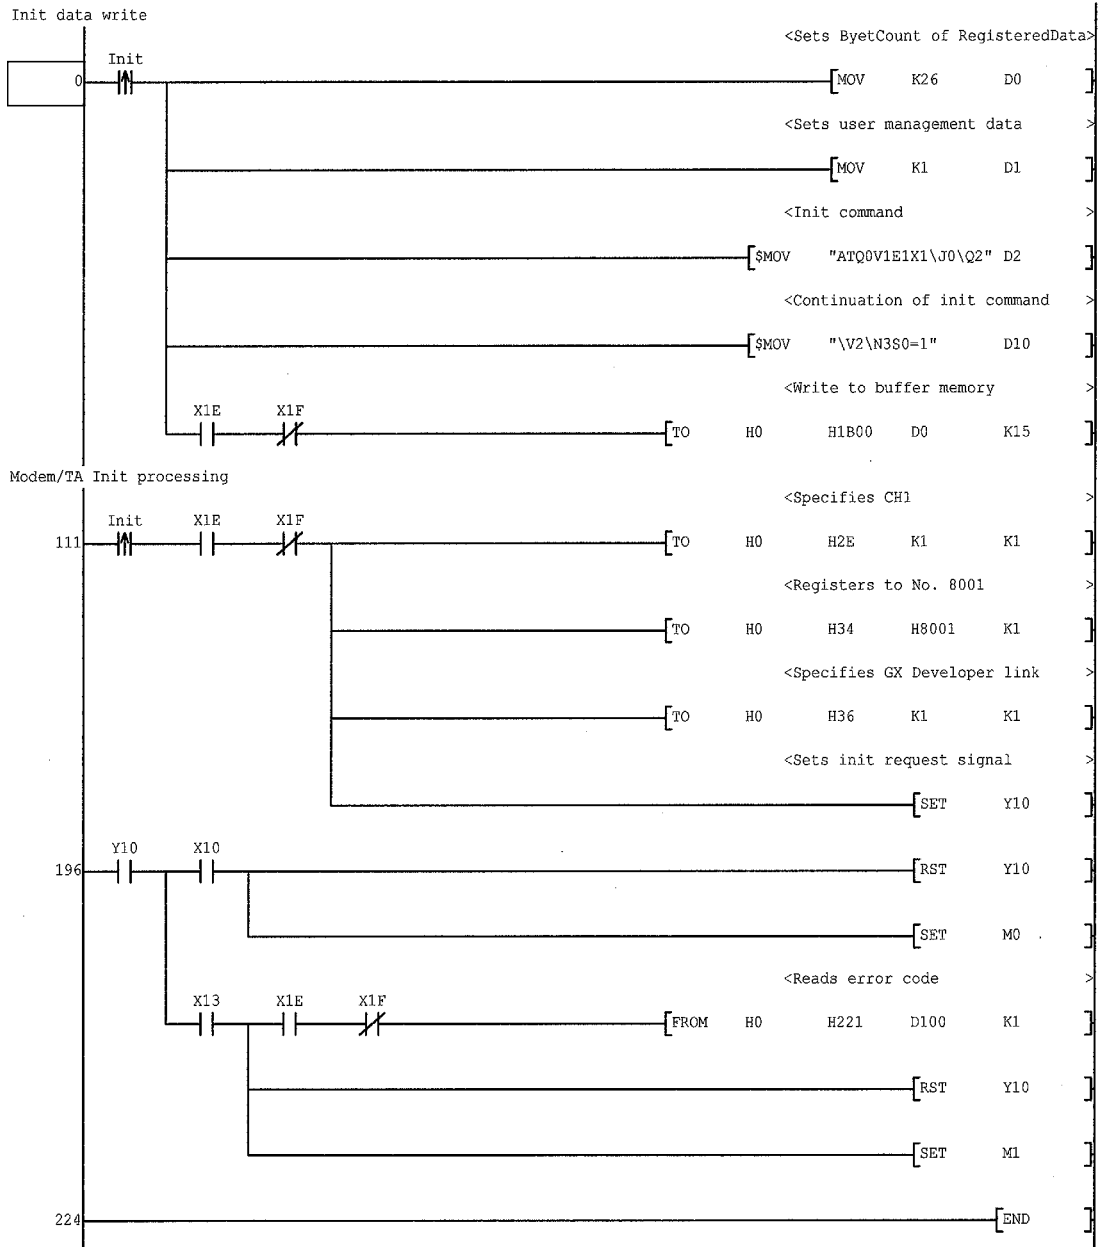 Init data write
<Sets ByetCount of RegisteredData>
Init
0 MOV K26 D0
<Sets user management data >
MOV K1 D1
<Init command >
$MOV "ATQ0V1E1X1\J0\Q2" D2
<Continuation of init command >
$MOV "\V2\N3S0=1" D10
<Write to buffer memory >
X1E X1F
TO H0 H1B00 D0 K15
Modem/TA Init processing
<Specifies CH1 >
Init X1E X1F
111 TO H0 H2E K1 K1
<Registers to No. 8001 >
TO H0 H34 H8001 K1
<Specifies GX Developer link >
TO H0 H36 K1 K1
<Sets init request signal >
SET Y10
Y10 X10
196 RST Y10
SET M0
<Reads error code >
X13 X1E X1F
FROM H0 H221 D100 K1
RST Y10
SET M1
224 END